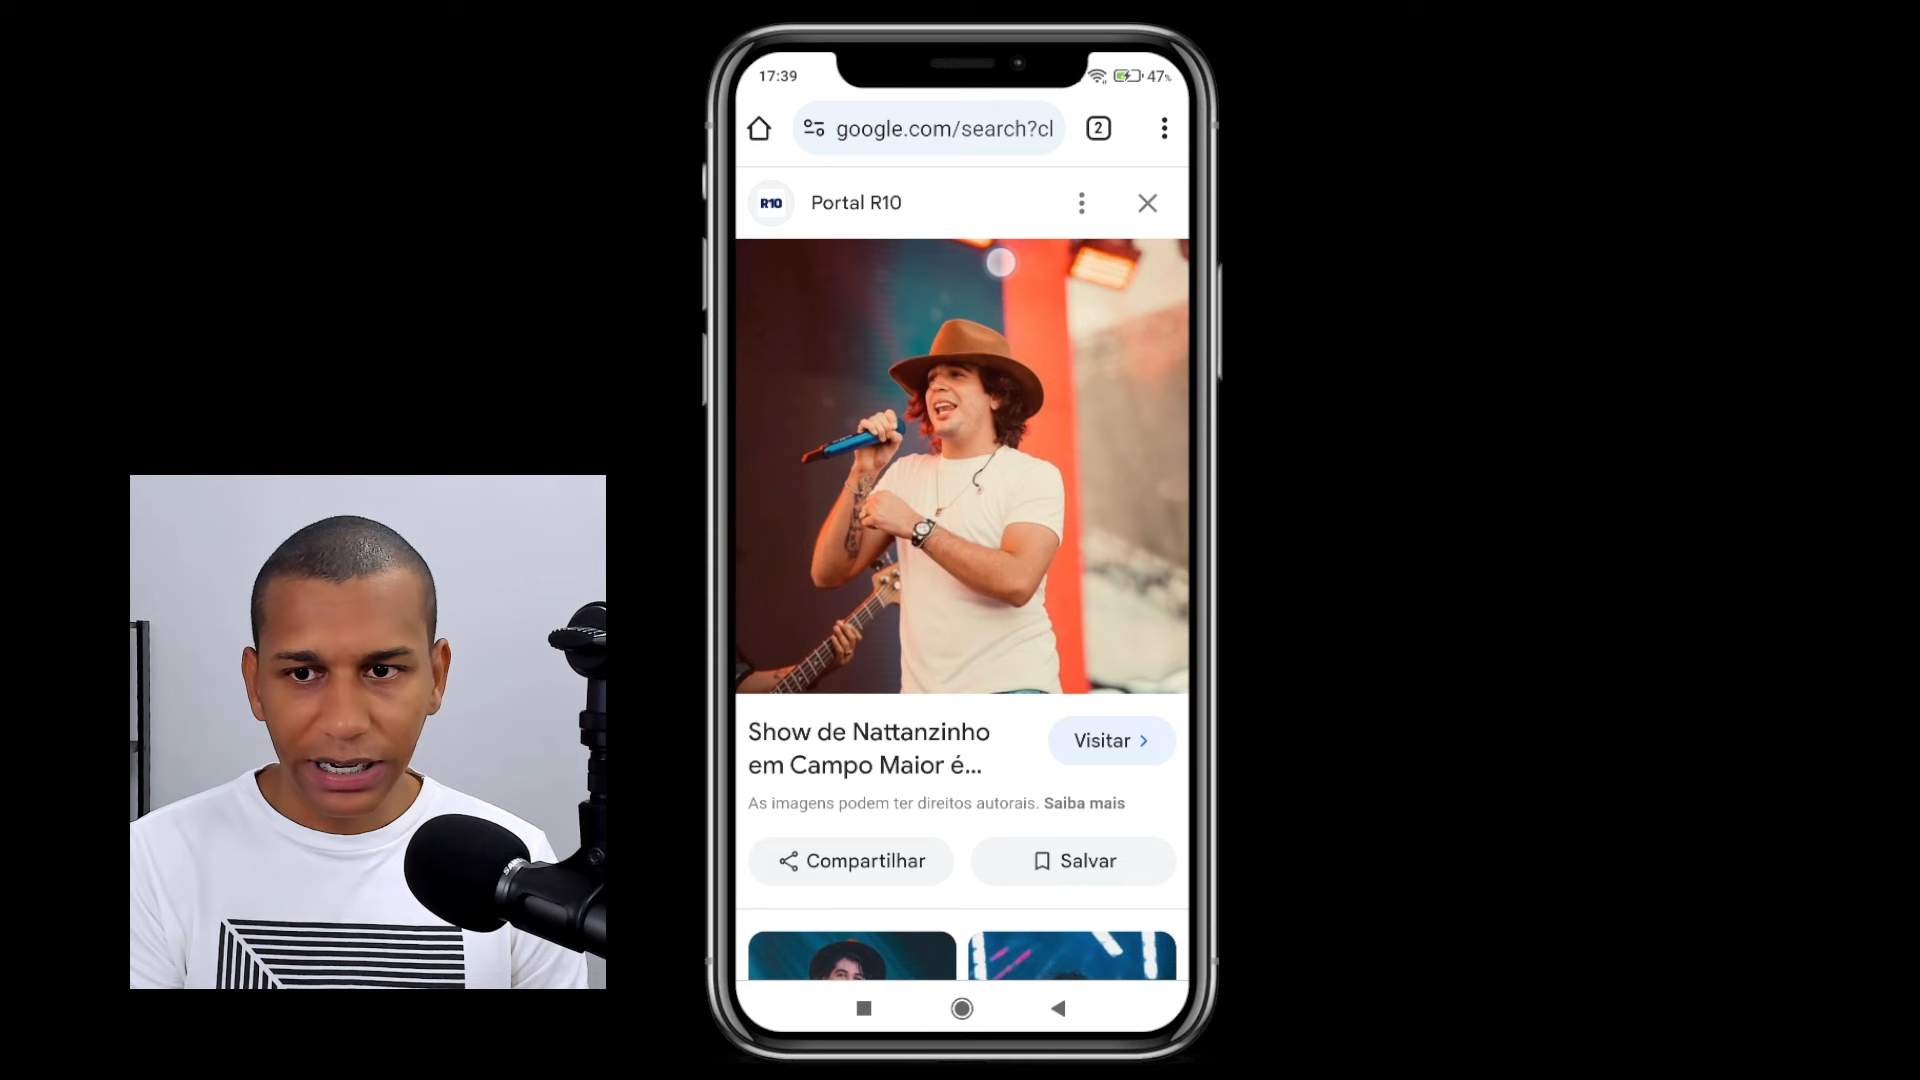 17:39
47%
google.com/search?cl
2
R10
Portal R10
Show de Nattanzinho
em Campo Maior é...
Visitar
As imagens podem ter direitos autorais. Saiba mais
Compartilhar
Salvar